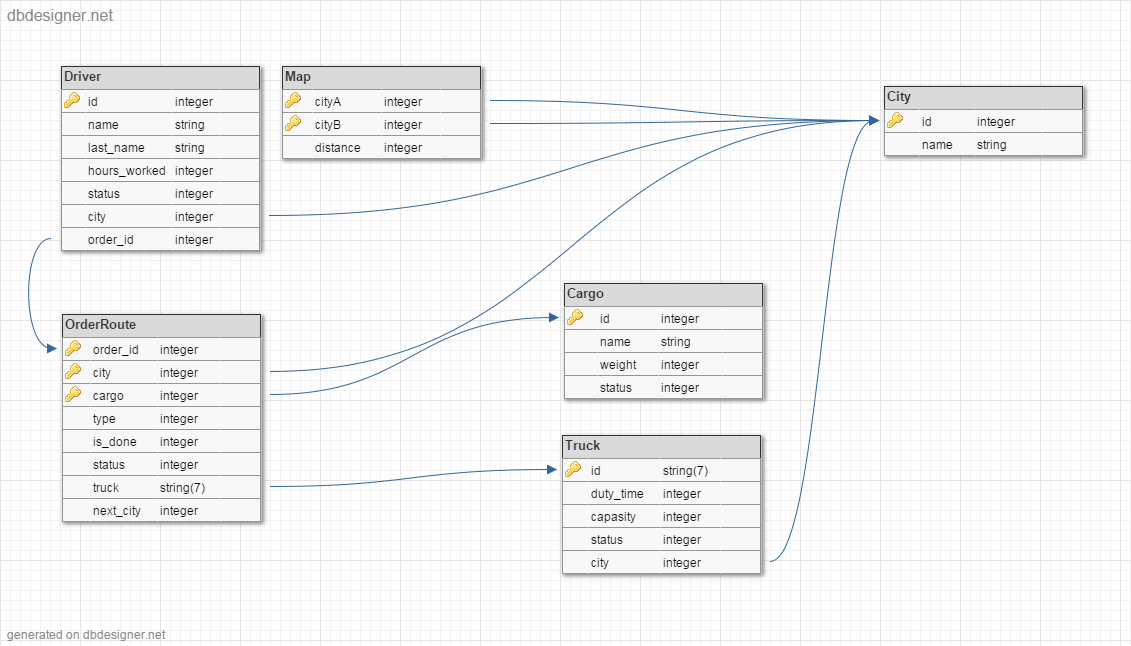 dbdesigner.net
Driver
id integer
name string
last_name string
hours_worked integer
status integer
city integer
order_id integer
Map
cityA integer
cityB integer
distance integer
City
id integer
name string
OrderRoute
order_id integer
city integer
cargo integer
type integer
is_done integer
status integer
truck string(7)
next_city integer
Cargo
id integer
name string
weight integer
status integer
Truck
id string(7)
duty_time integer
capasity integer
status integer
city integer
generated on dbdesigner.net